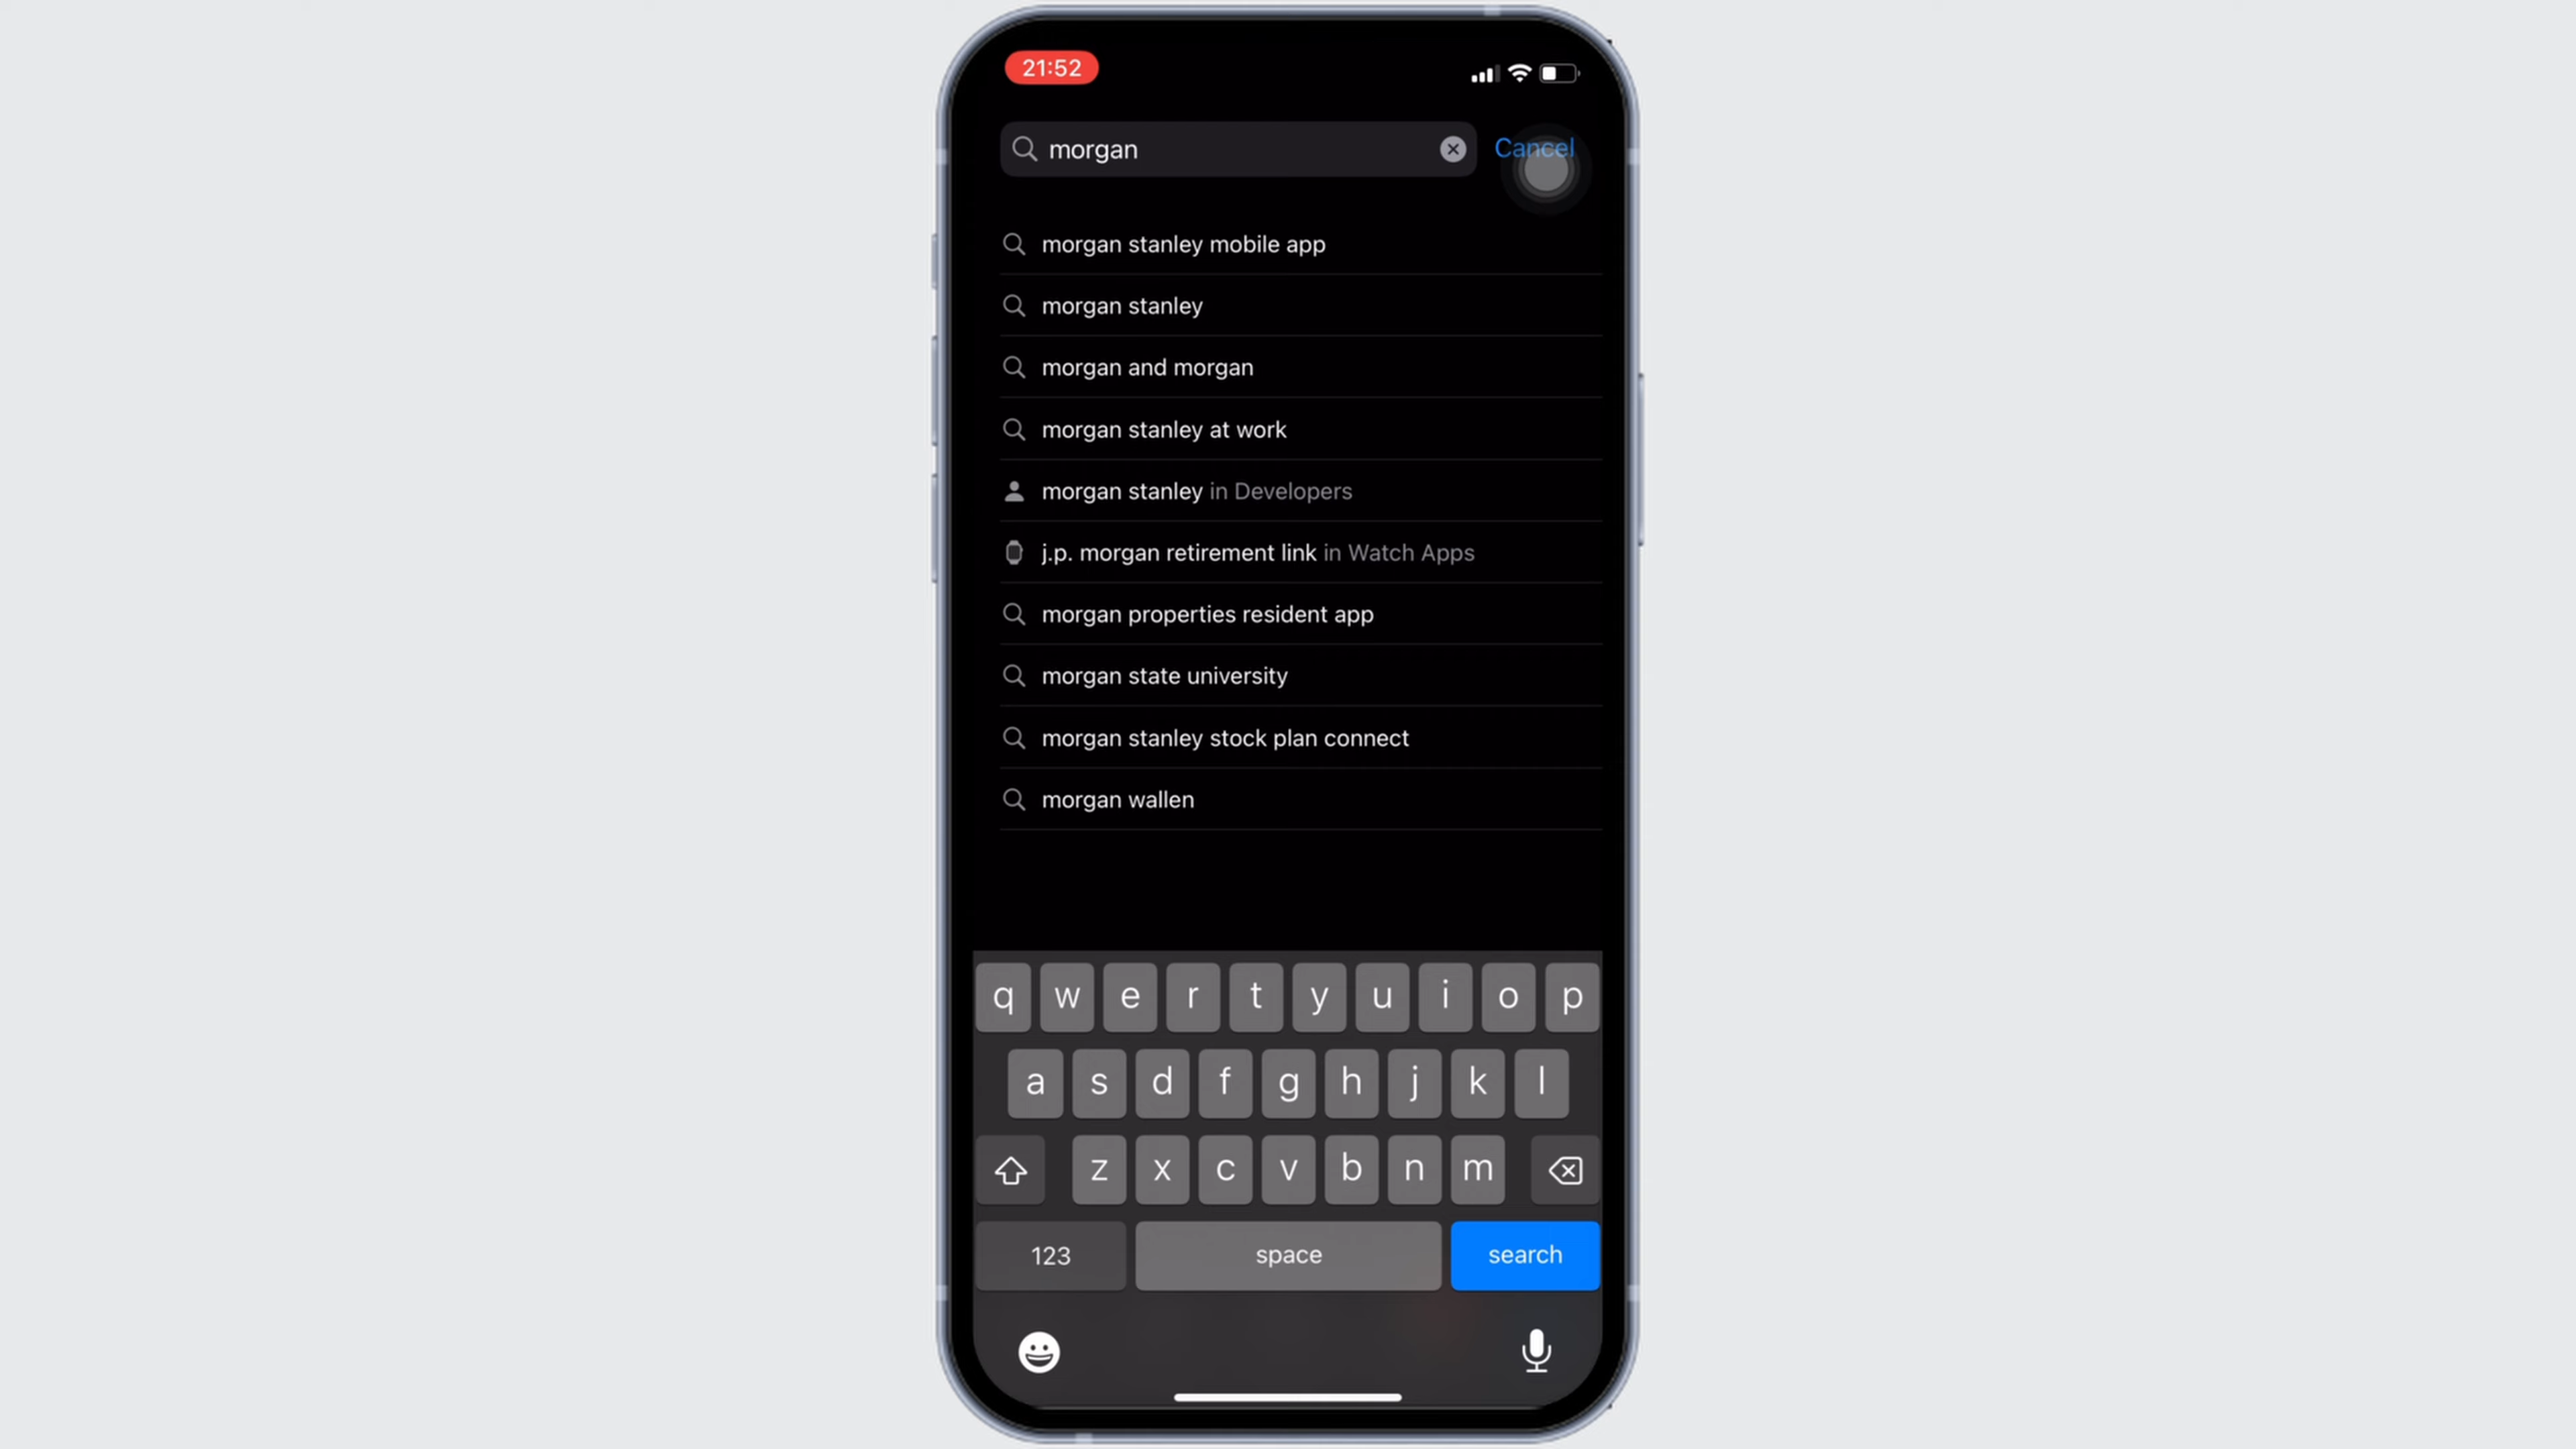 21:52
morgan
Cancel
morgan stanley mobile app
morgan stanley
morgan and morgan
morgan stanley at work
morgan stanley in Developers
j.p. morgan retirement link in Watch Apps
morgan properties resident app
morgan state university
morgan stanley stock plan connect
morgan wallen
q w e r t y u i o p
a s d f g h j k l
z x c v b n m
123 space search